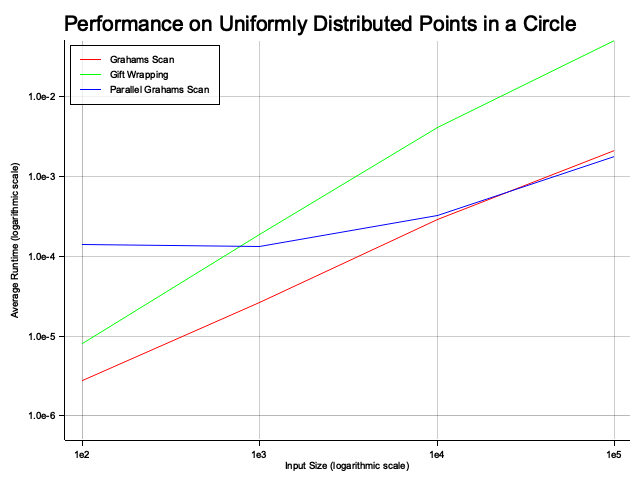 Performance on Uniformly Distributed Points in a Circle
Grahams Scan
Gift Wrapping
Parallel Grahams Scan
1.0e-2
1.0e-3
1.0e-4
1.0e-5
1.0e-6
Average Runtime (logarithmic scale)
1e2
1e3
1e4
1e5
Input Size (logarithmic scale)